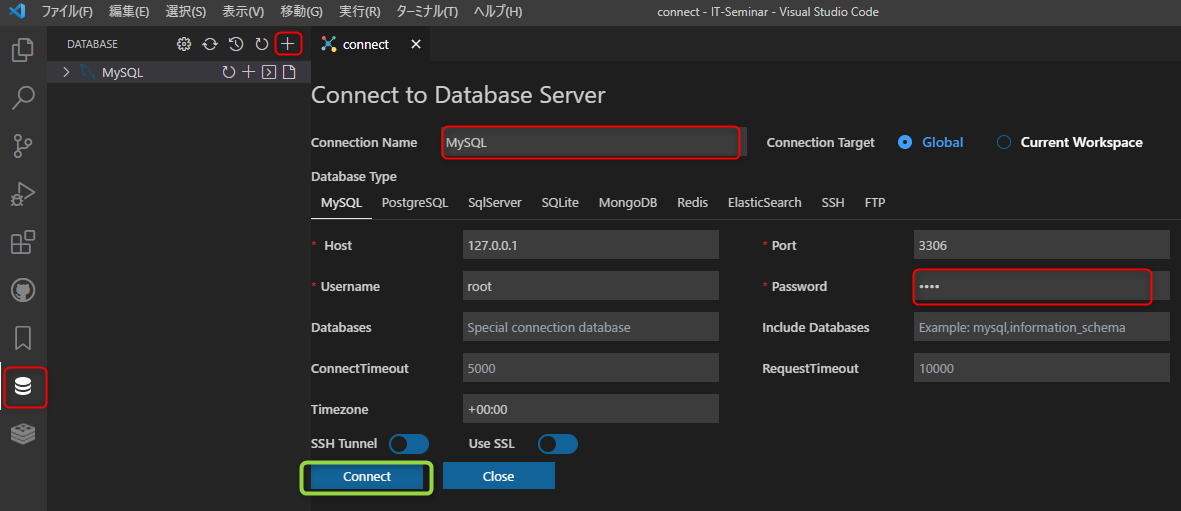 ファイル(F) 編集(E) 選択(S) 表示(V) 移動(G) 実行(R) ターミナル(T) ヘルプ(H) connect - IT-Seminar - Visual Studio Code
DATABASE
connect
MySQL
Connect to Database Server
Connection Name MySQL Connection Target Global Current Workspace
Database Type
MySQL PostgreSQL SqlServer SQLite MongoDB Redis ElasticSearch SSH FTP
* Host 127.0.0.1 * Port 3306
* Username root * Password ••••
Databases Special connection database Include Databases Example: mysql,information_schema
ConnectTimeout 5000 RequestTimeout 10000
Timezone +00:00
SSH Tunnel Use SSL
Connect Close